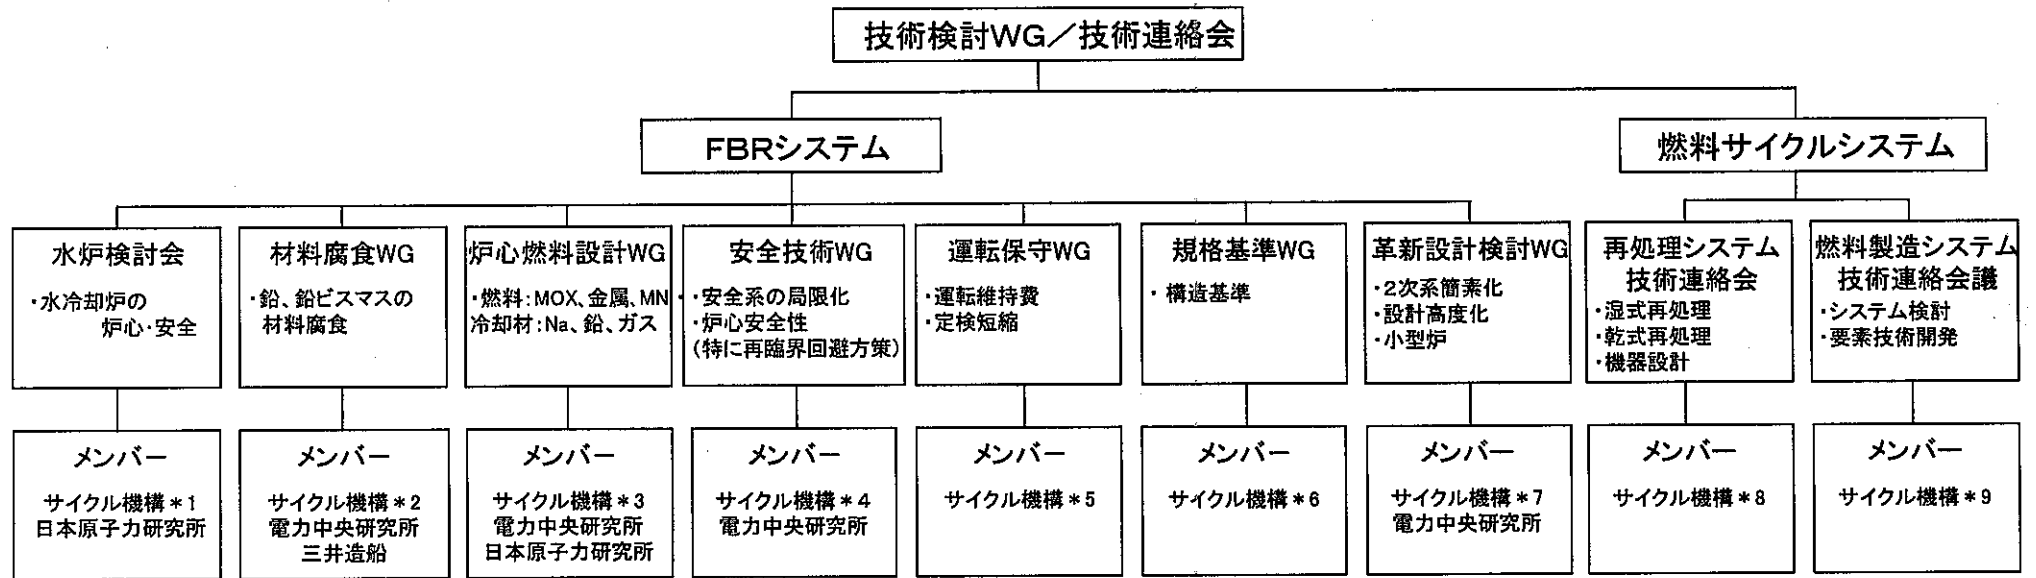 技術検討WG／技術連絡会
FBRシステム
燃料サイクルシステム
水炉検討会
・水冷却炉の
炉心・安全
材料腐食WG
・鉛、鉛ビスマスの
材料腐食
炉心燃料設計WG
・燃料：MOX、金属、MN
冷却材：Na、鉛、ガス
安全技術WG
・安全系の局限化
・炉心安全性
（特に再臨界回避方策）
運転保守WG
・運転維持費
・定検短縮
規格基準WG
・構造基準
革新設計検討WG
・2次系簡素化
・設計高度化
・小型炉
再処理システム
技術連絡会
・湿式再処理
・乾式再処理
・機器設計
燃料製造システム
技術連絡会議
・システム検討
・要素技術開発
メンバー
サイクル機構＊1
日本原子力研究所
メンバー
サイクル機構＊2
電力中央研究所
三井造船
メンバー
サイクル機構＊3
電力中央研究所
日本原子力研究所
メンバー
サイクル機構＊4
電力中央研究所
メンバー
サイクル機構＊5
メンバー
サイクル機構＊6
メンバー
サイクル機構＊7
電力中央研究所
メンバー
サイクル機構＊8
メンバー
サイクル機構＊9